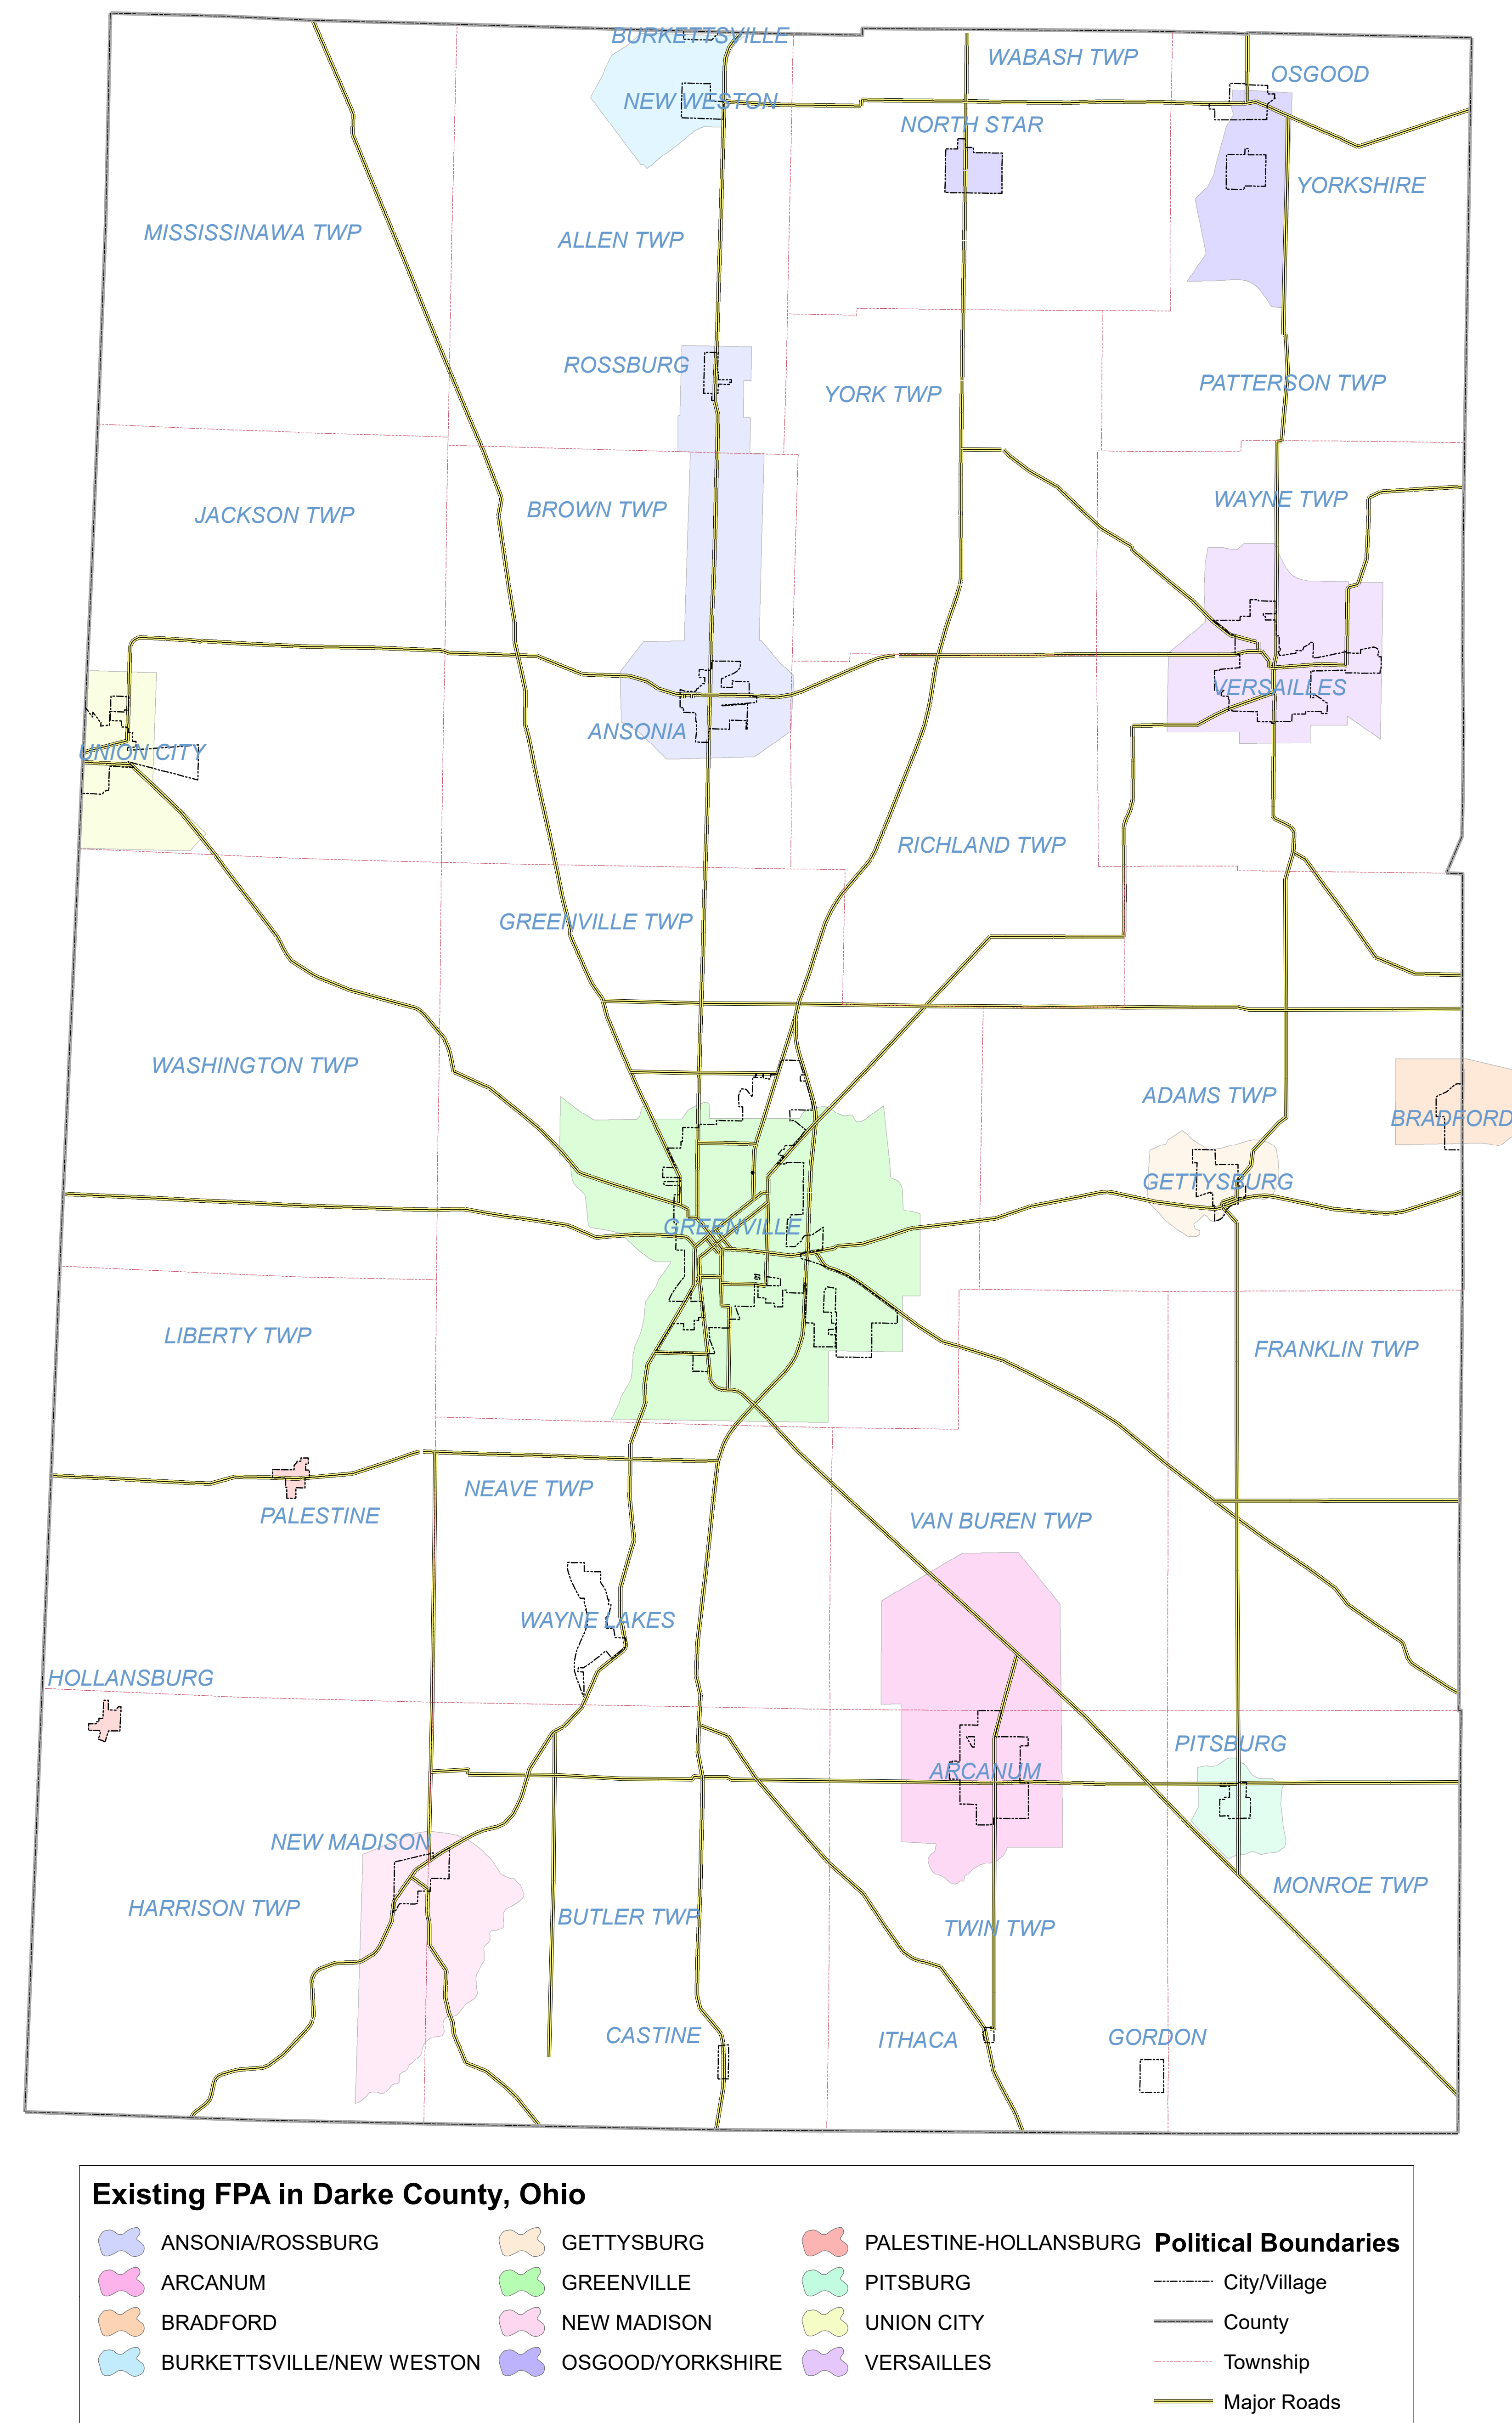 BURKETTSVILLE
WABASH TWP
OSGOOD
NEW WESTON
NORTH STAR
YORKSHIRE
MISSISSINAWA TWP
ALLEN TWP
ROSSBURG
YORK TWP
PATTERSON TWP
JACKSON TWP
BROWN TWP
WAYNE TWP
VERSAILLES
ANSONIA
UNION CITY
RICHLAND TWP
GREENVILLE TWP
WASHINGTON TWP
ADAMS TWP
BRADFORD
GETTYSBURG
GREENVILLE
LIBERTY TWP
FRANKLIN TWP
NEAVE TWP
PALESTINE
VAN BUREN TWP
WAYNE LAKES
HOLLANSBURG
PITSBURG
ARCANUM
NEW MADISON
MONROE TWP
HARRISON TWP
BUTLER TWP
TWIN TWP
CASTINE
ITHACA
GORDON
Existing FPA in Darke County, Ohio
ANSONIA/ROSSBURG
ARCANUM
BRADFORD
BURKETTSVILLE/NEW WESTON
GETTYSBURG
GREENVILLE
NEW MADISON
OSGOOD/YORKSHIRE
PALESTINE-HOLLANSBURG
PITSBURG
UNION CITY
VERSAILLES
Political Boundaries
City/Village
County
Township
Major Roads